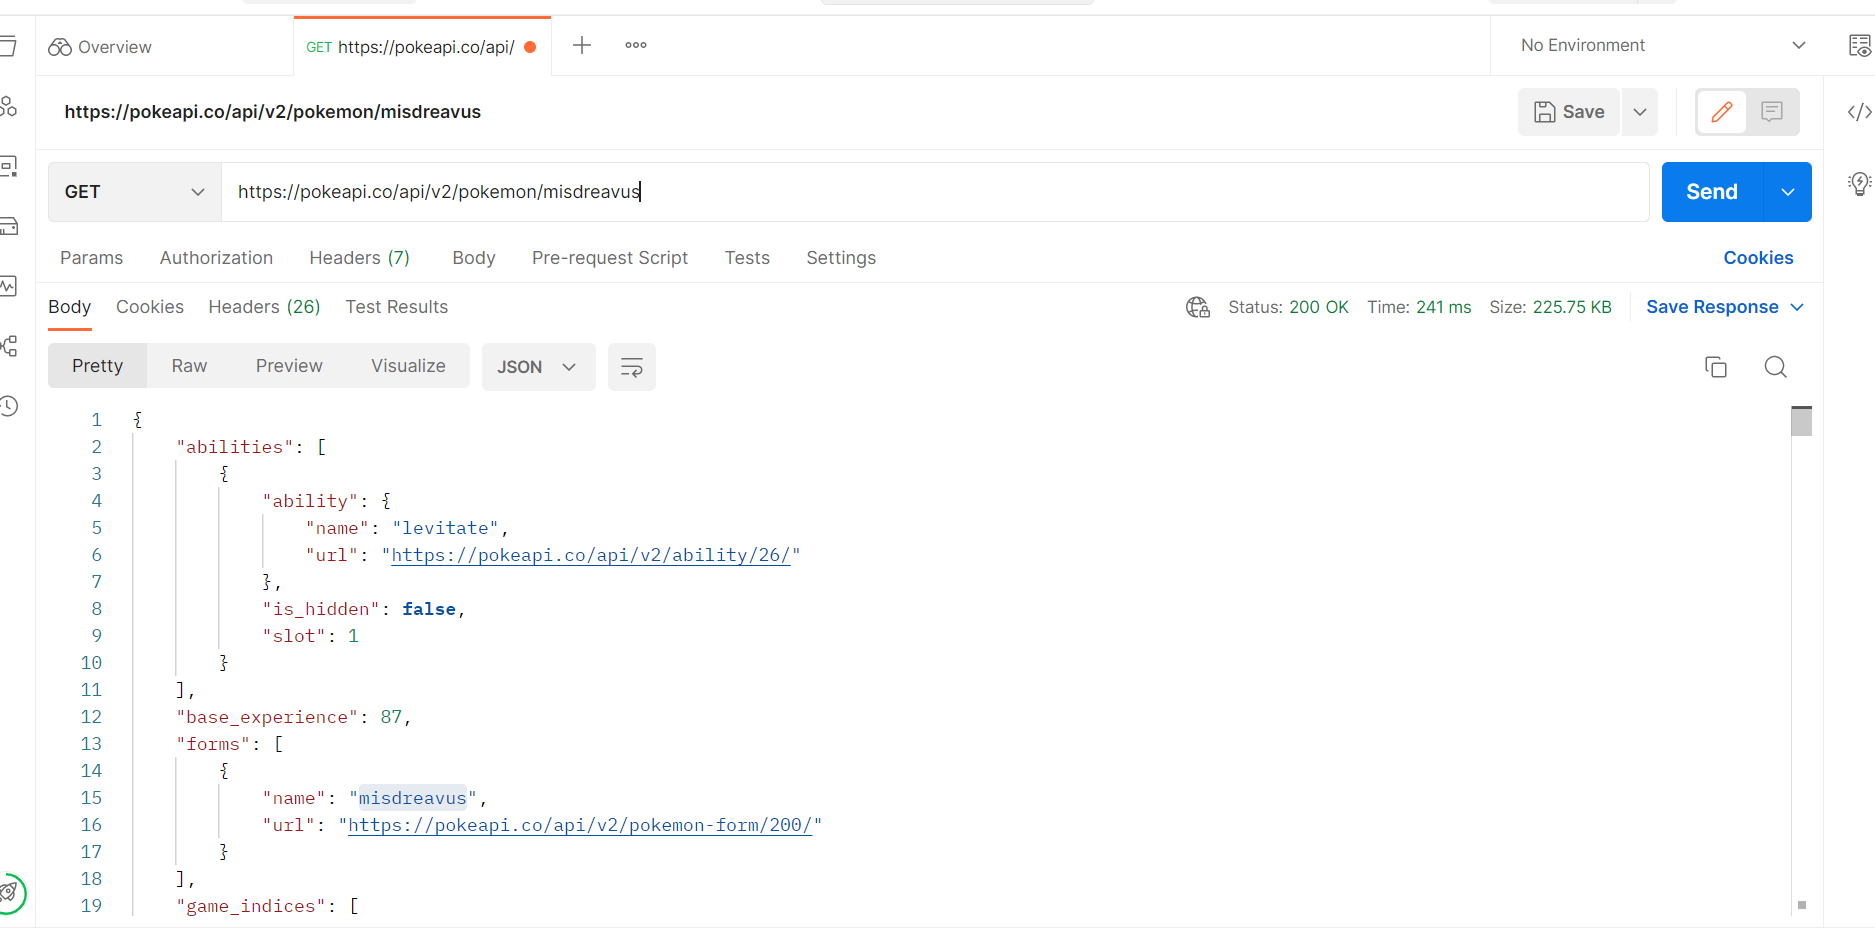 Overview
GET https://pokeapi.co/api/
No Environment
https://pokeapi.co/api/v2/pokemon/misdreavus
Save
GET
https://pokeapi.co/api/v2/pokemon/misdreavus
Send
Params Authorization Headers (7) Body Pre-request Script Tests Settings Cookies
Body Cookies Headers (26) Test Results Status: 200 OK Time: 241 ms Size: 225.75 KB Save Response
Pretty Raw Preview Visualize JSON
1 {
2 "abilities": [
3 {
4 "ability": {
5 "name": "levitate",
6 "url": "https://pokeapi.co/api/v2/ability/26/"
7 },
8 "is_hidden": false,
9 "slot": 1
10 }
11 ],
12 "base_experience": 87,
13 "forms": [
14 {
15 "name": "misdreavus",
16 "url": "https://pokeapi.co/api/v2/pokemon-form/200/"
17 }
18 ],
19 "game_indices": [